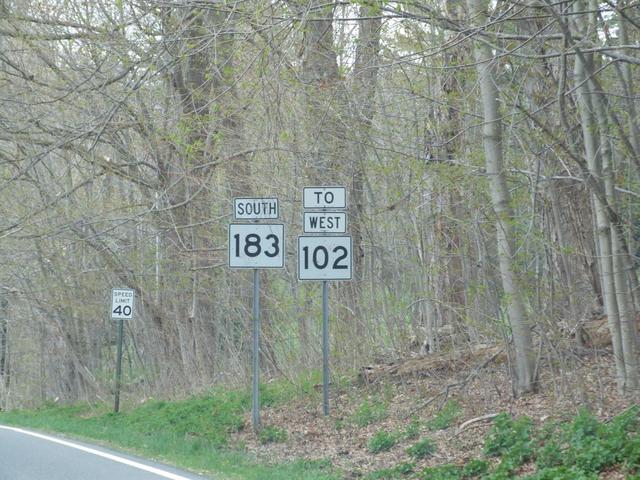 SPEED
LIMIT
40
SOUTH
183
TO
WEST
102